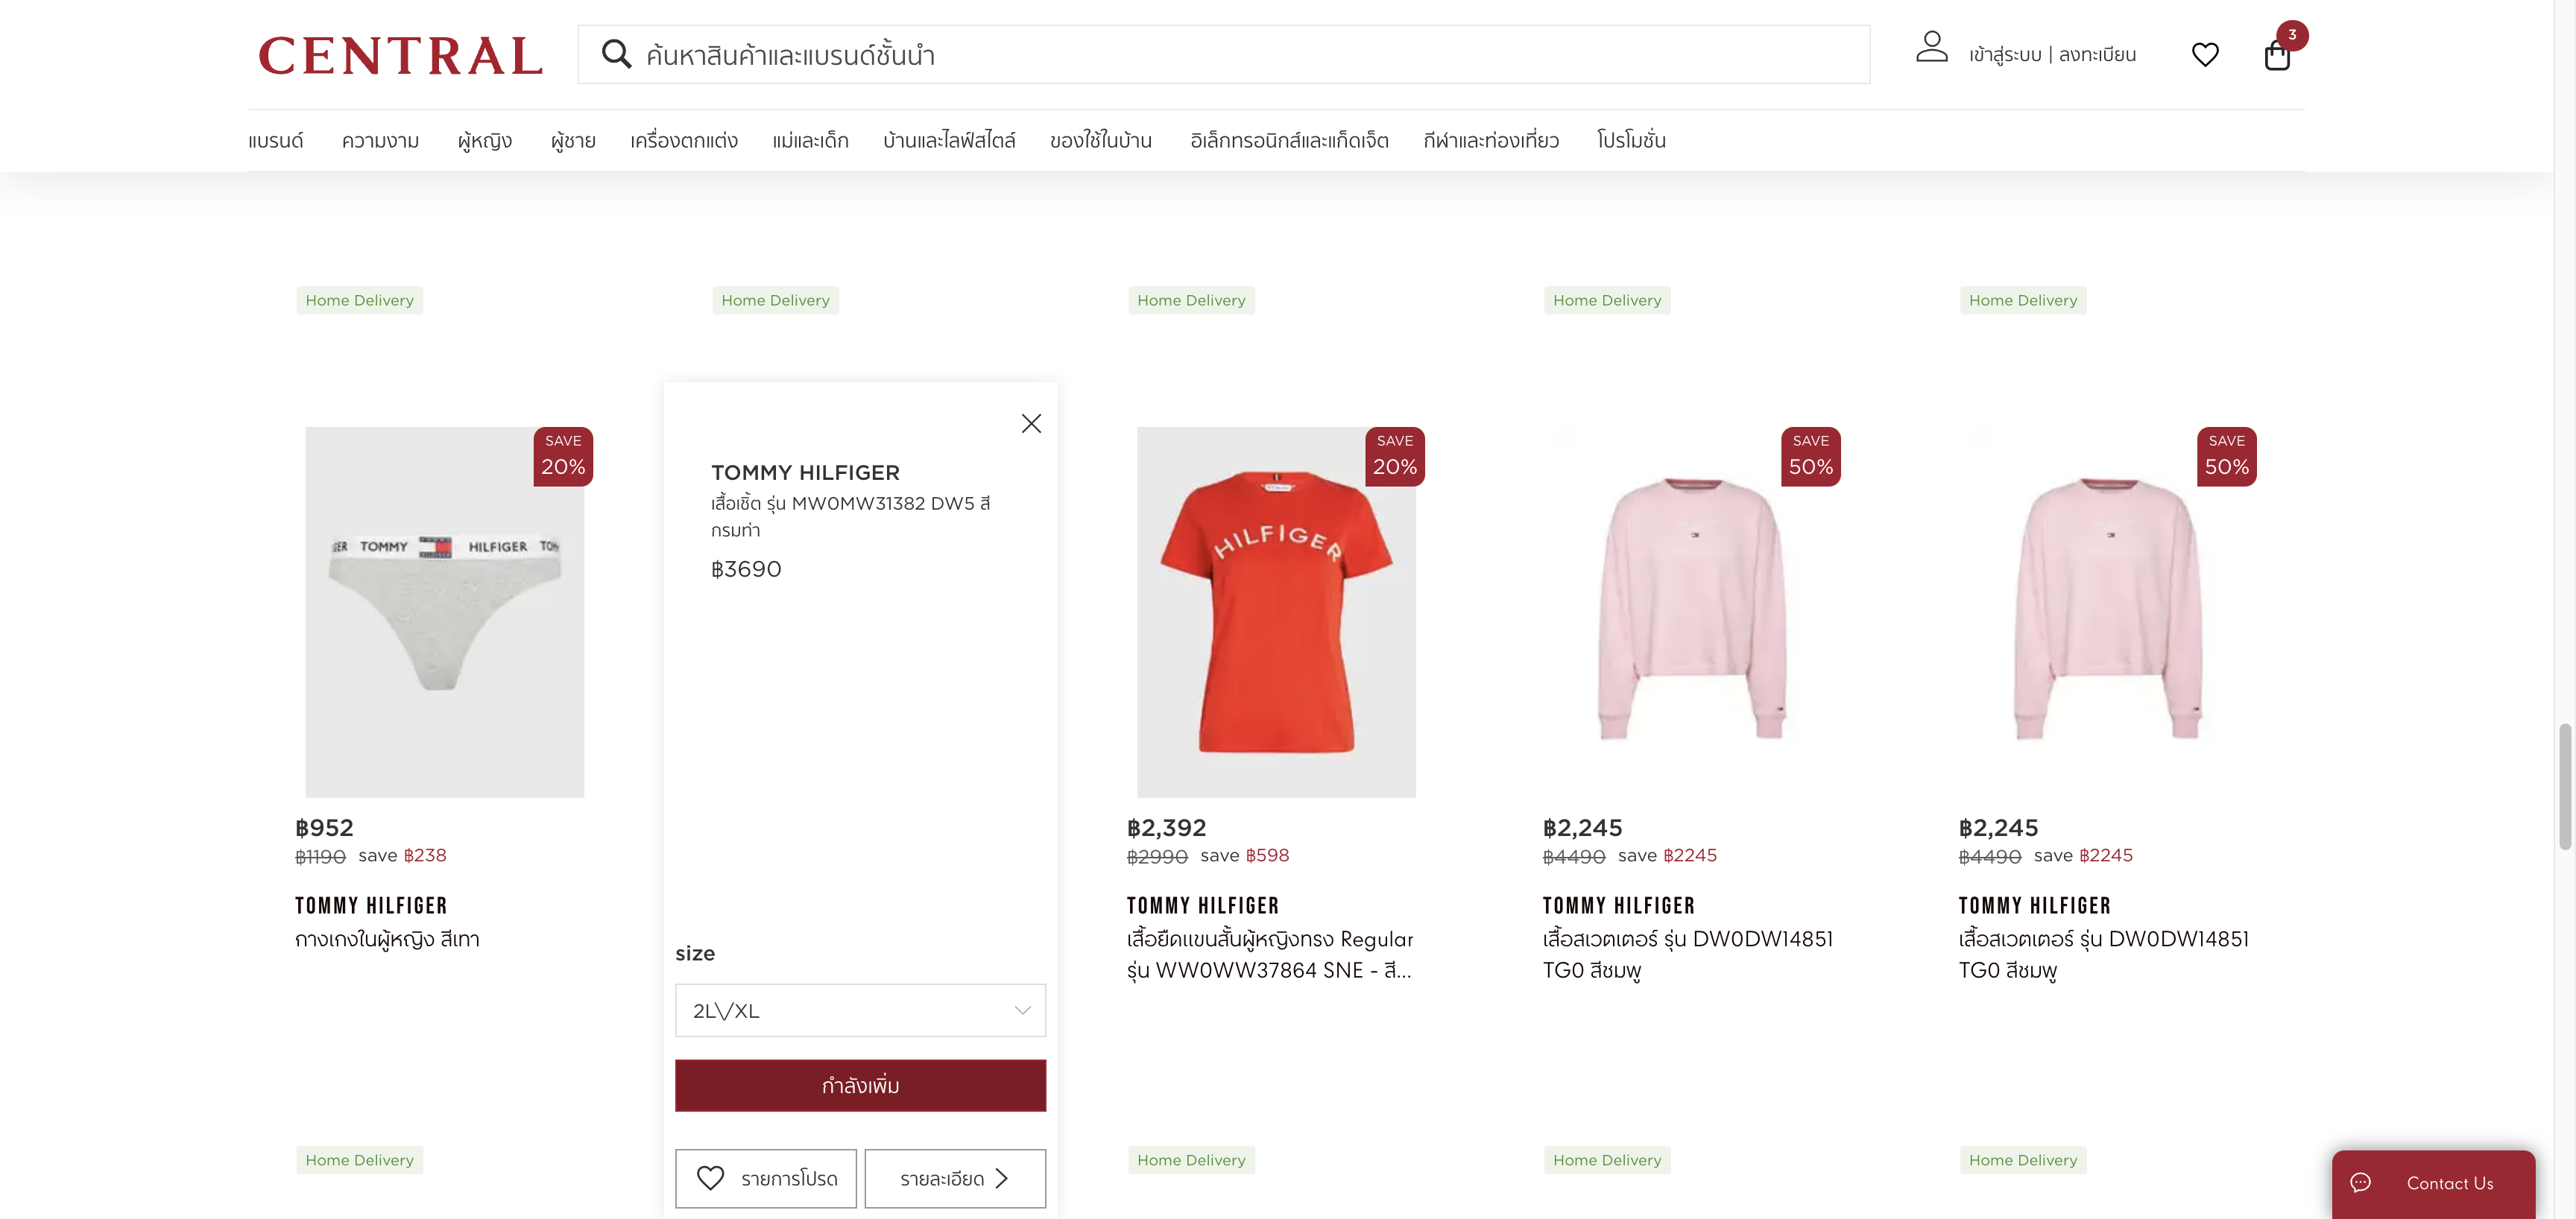 CENTRAL
ค้นหาสินค้าและแบรนด์ชั้นนำ
เข้าสู่ระบบ | ลงทะเบียน
3
แบรนด์ ความงาม ผู้หญิง ผู้ชาย เครื่องตกแต่ง แม่และเด็ก บ้านและไลฟ์สไตล์ ของใช้ในบ้าน อิเล็กทรอนิกส์และแก็ดเจ็ต กีฬาและท่องเที่ยว โปรโมชั่น
Home Delivery Home Delivery Home Delivery Home Delivery Home Delivery
SAVE
20%
TOMMY HILFIGER
฿952
฿1190 save ฿238
TOMMY HILFIGER
กางเกงในผู้หญิง สีเทา
TOMMY HILFIGER
เสื้อเชิ้ต รุ่น MW0MW31382 DW5 สี
กรมท่า
฿3690
size
2L\/XL
กำลังเพิ่ม
รายการโปรด
รายละเอียด
SAVE
20%
HILFIGER
฿2,392
฿2990 save ฿598
TOMMY HILFIGER
เสื้อยืดแขนสั้นผู้หญิงทรง Regular
รุ่น WW0WW37864 SNE - สี...
SAVE
50%
฿2,245
฿4490 save ฿2245
TOMMY HILFIGER
เสื้อสเวตเตอร์ รุ่น DW0DW14851
TG0 สีชมพู
SAVE
50%
฿2,245
฿4490 save ฿2245
TOMMY HILFIGER
เสื้อสเวตเตอร์ รุ่น DW0DW14851
TG0 สีชมพู
Home Delivery Home Delivery Home Delivery Home Delivery
Contact Us